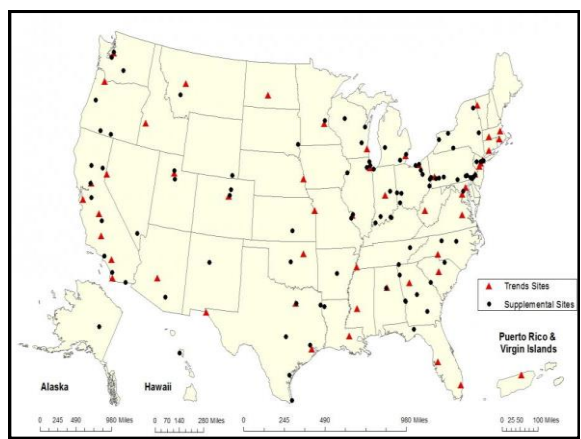 Trends Sites
Supplemental Sites
Puerto Rico &
Virgin Islands
Alaska
Hawaii
0 245 490 980 Miles
0 70 140 280 Miles
0 245 490 980 Miles
0 25 50 100 Miles